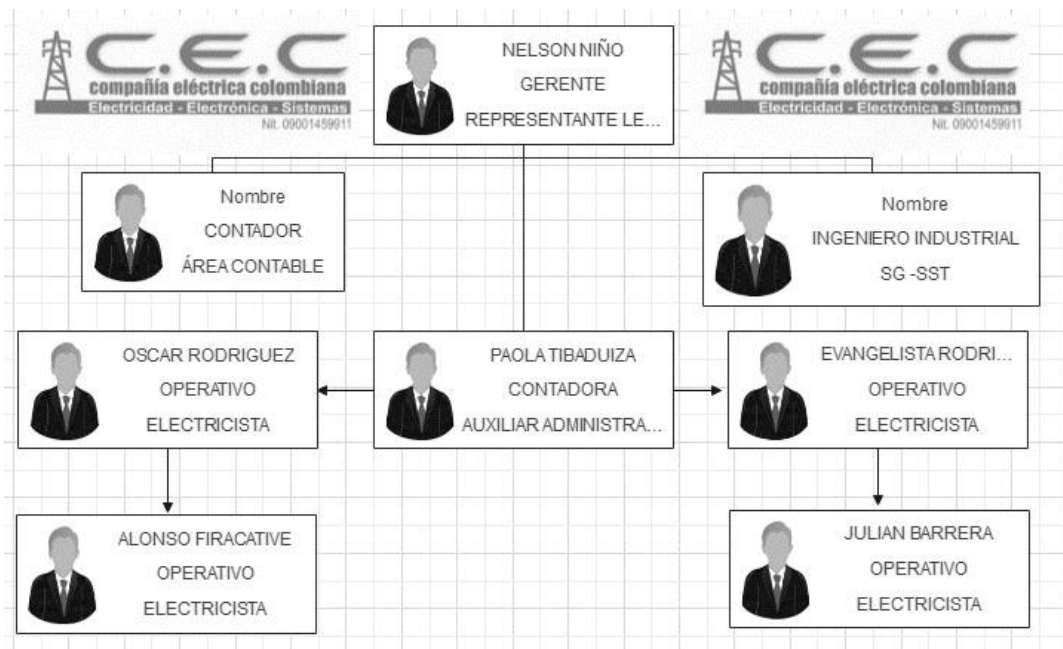 C.E.C
compañía eléctrica colombiana
Electricidad - Electrónica - Sistemas
Nit. 09001459911
NELSON NIÑO
GERENTE
REPRESENTANTE LE...
C.E.C
compañía eléctrica colombiana
Electricidad - Electrónica - Sistemas
Nit. 09001459911
Nombre
CONTADOR
ÁREA CONTABLE
Nombre
INGENIERO INDUSTRIAL
SG -SST
OSCAR RODRIGUEZ
OPERATIVO
ELECTRICISTA
PAOLA TIBADUIZA
CONTADORA
AUXILIAR ADMINISTRA...
EVANGELISTA RODRI...
OPERATIVO
ELECTRICISTA
ALONSO FIRACATIVE
OPERATIVO
ELECTRICISTA
JULIAN BARRERA
OPERATIVO
ELECTRICISTA